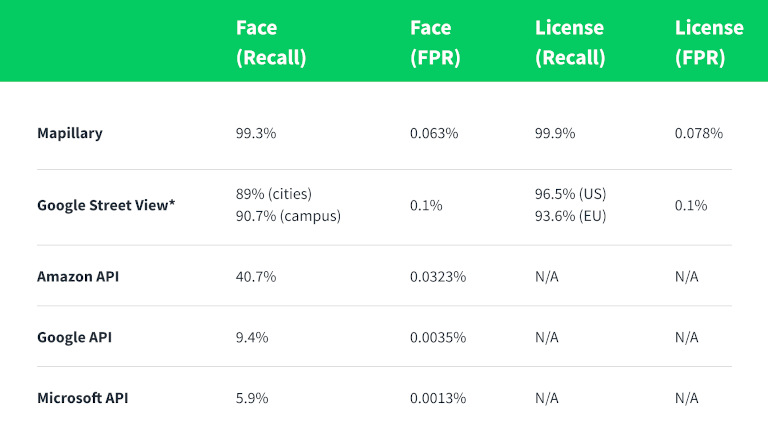 Face (Recall) Face (FPR) License (Recall) License (FPR)
Mapillary 99.3% 0.063% 99.9% 0.078%
Google Street View* 89% (cities) 90.7% (campus) 0.1% 96.5% (US) 93.6% (EU) 0.1%
Amazon API 40.7% 0.0323% N/A N/A
Google API 9.4% 0.0035% N/A N/A
Microsoft API 5.9% 0.0013% N/A N/A